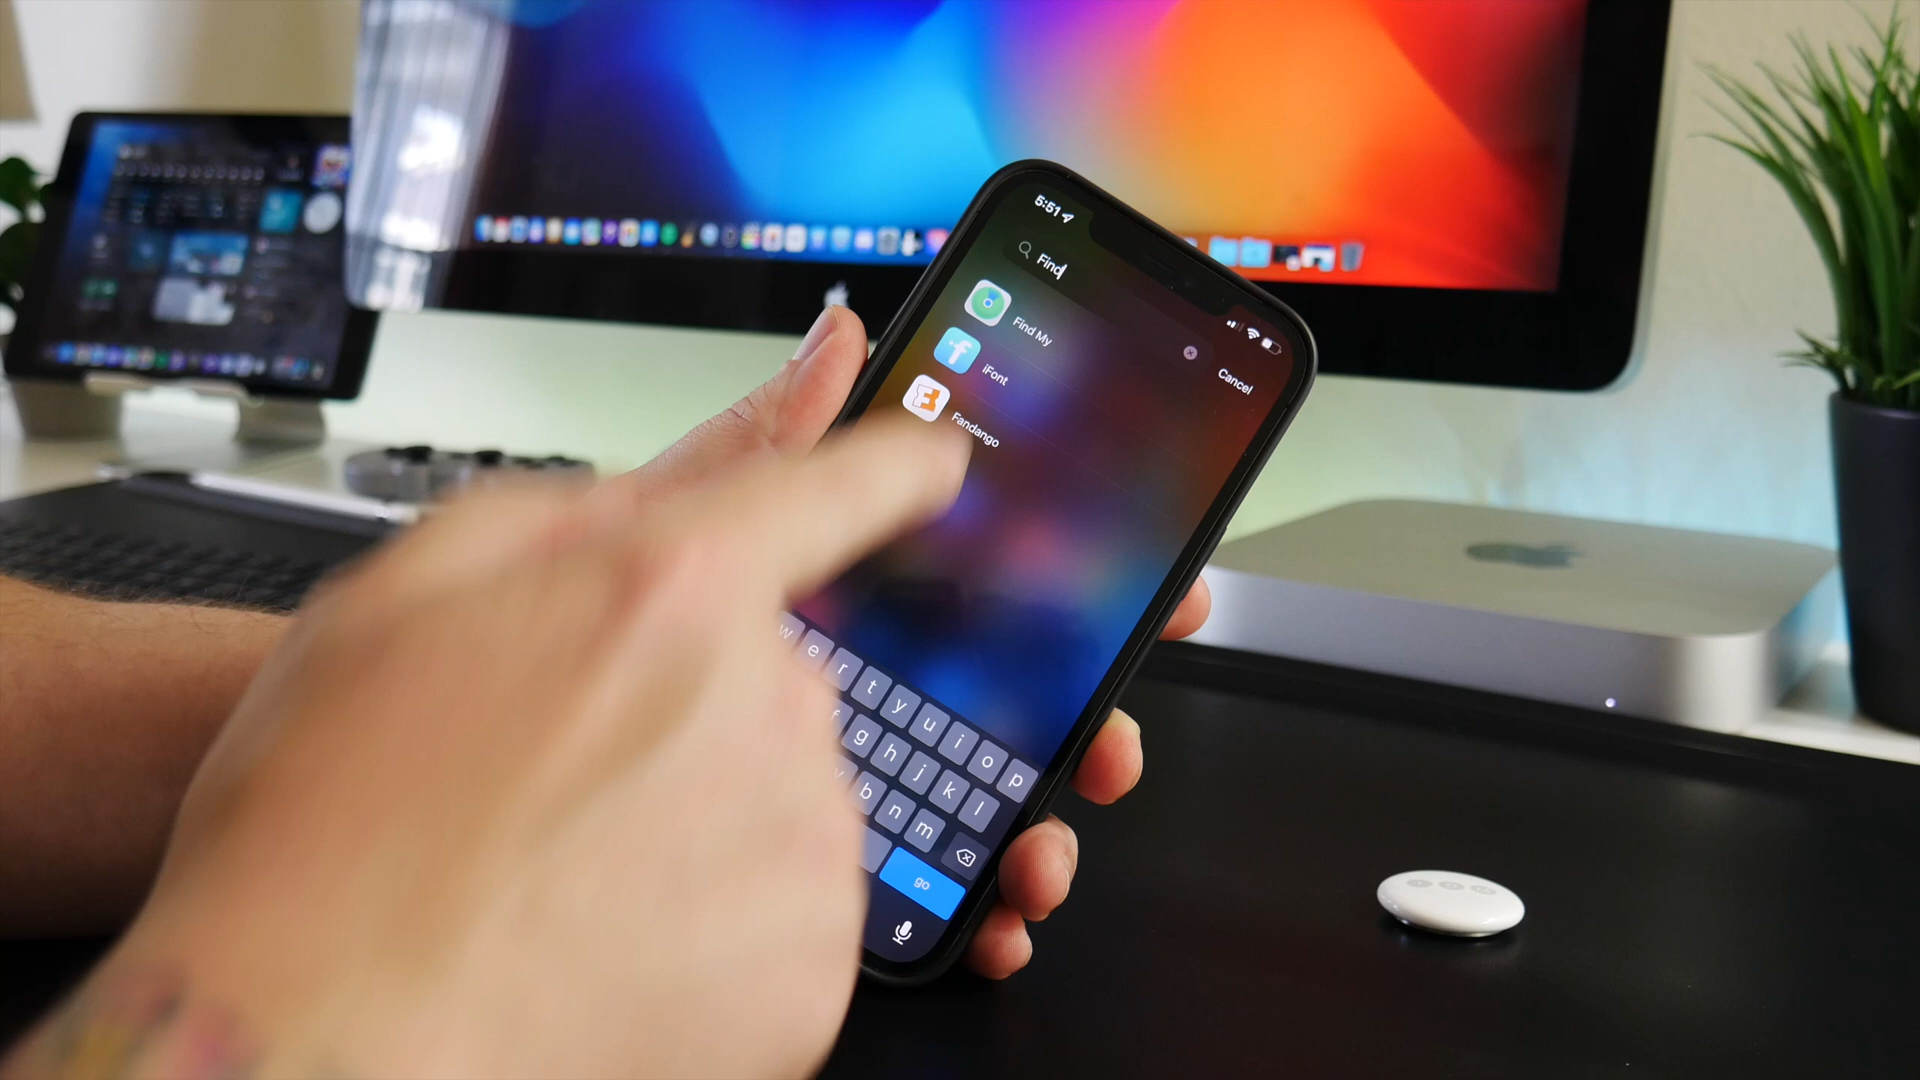 5:51
Find
Cancel
Find My
iFont
Fandango
w e r t y u i o p
f g h j k l
v b n m
go